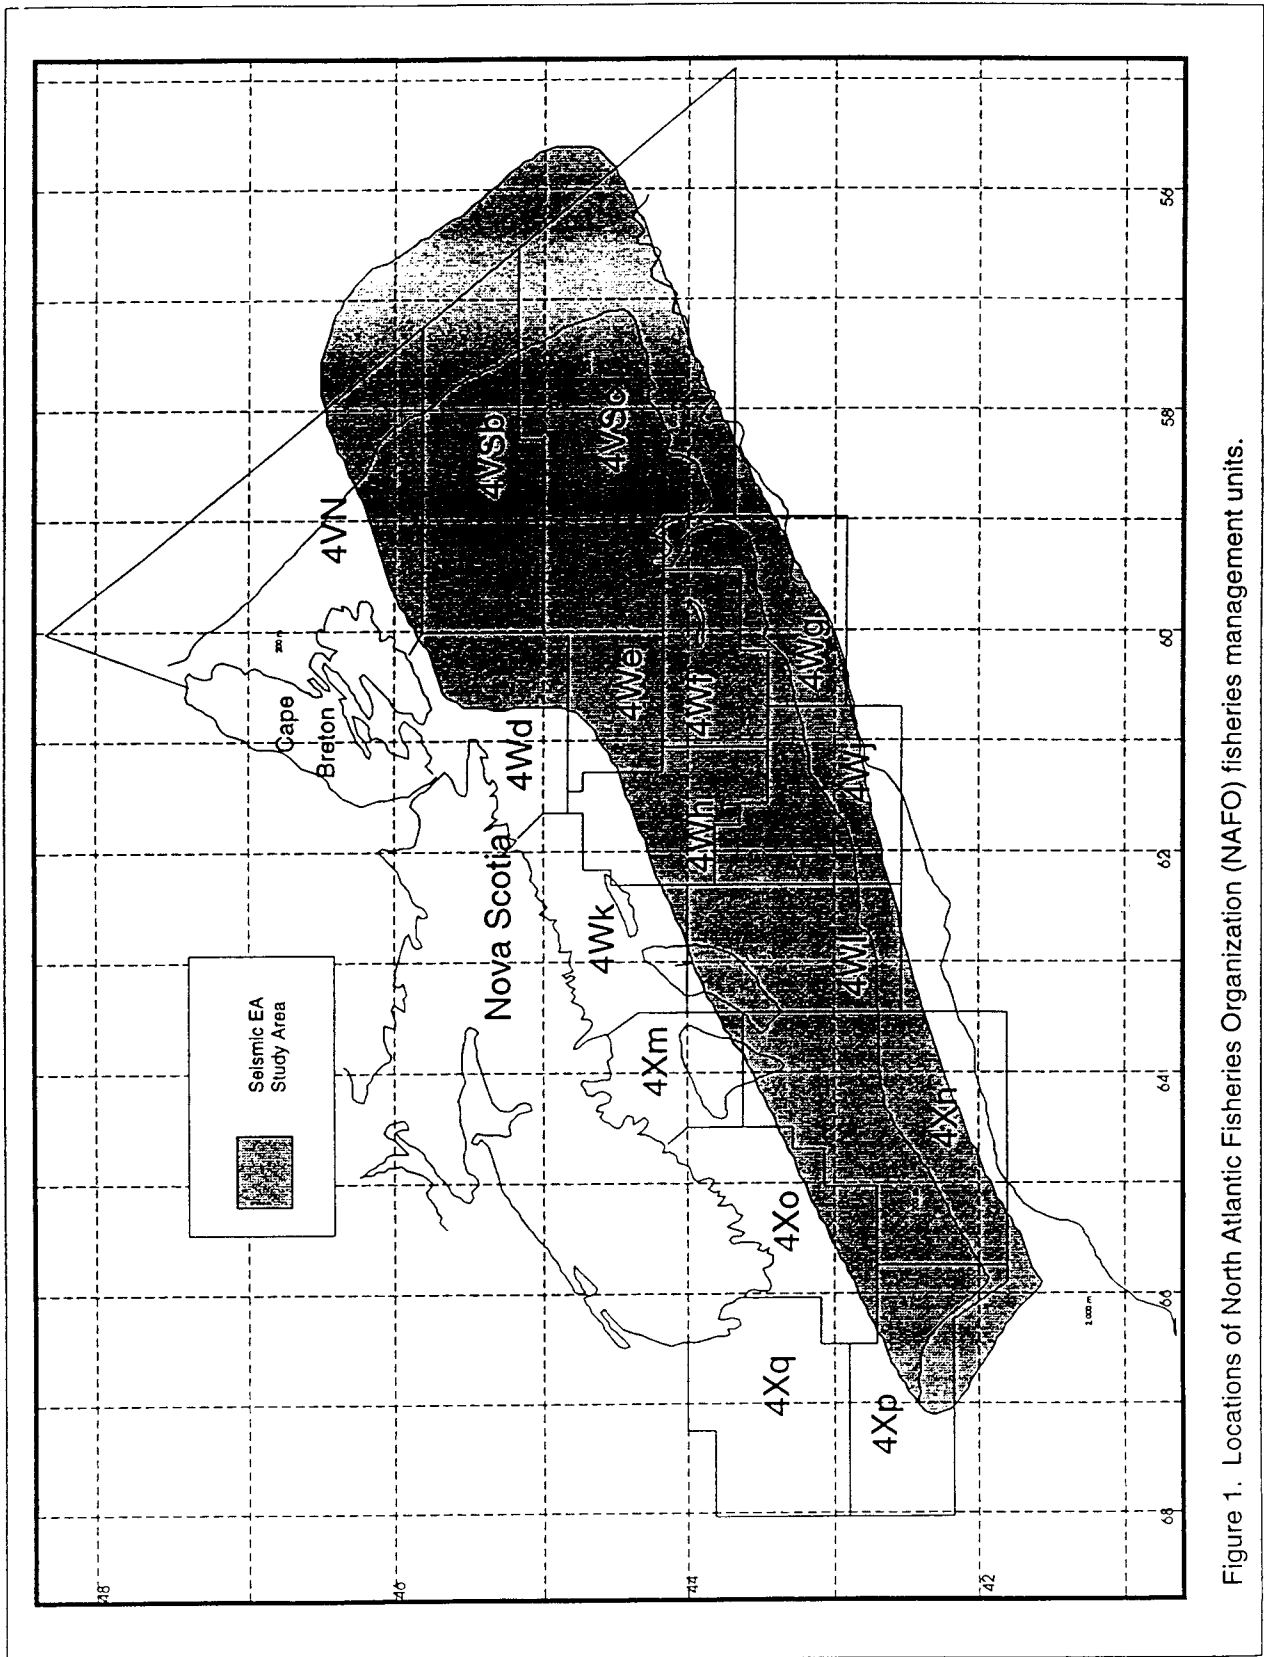 Seismic EA
Study Area
Cape
Breton
Nova Scotia
4VN
4VSb
4VSc
4Wd
4We
4Wf
4Wg
4Wh
4Wj
4Wk
4Wl
4Xm
4Xn
4Xo
4Xq
4Xp
48
46
44
42
68
66
64
62
60
58
56
Figure 1. Locations of North Atlantic Fisheries Organization (NAFO) fisheries management units.